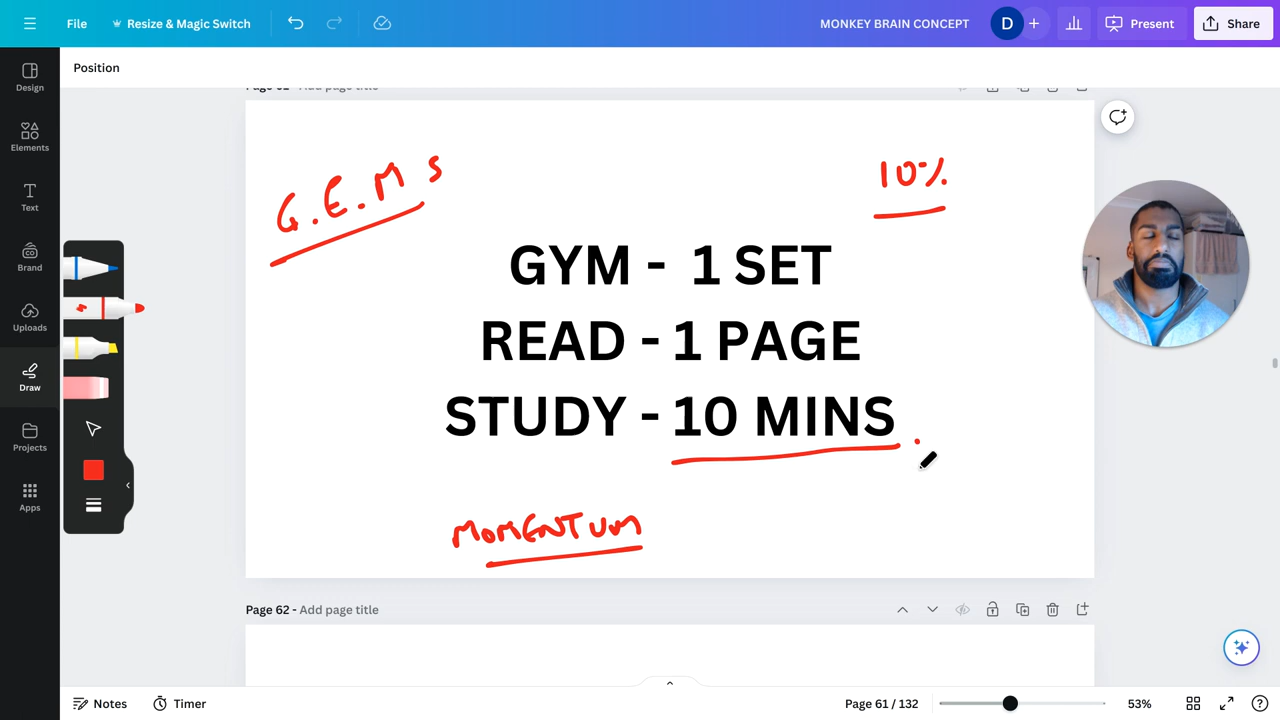 File
Resize & Magic Switch
MONKEY BRAIN CONCEPT
D
Present
Share
Position
Design
Elements
Text
Brand
Uploads
Draw
Projects
Apps
Add page title
G.E.M S
10%
GYM - 1 SET
READ - 1 PAGE
STUDY - 10 MINS
MOMENTUM
Page 62 - Add page title
Notes
Timer
Page 61 / 132
53%